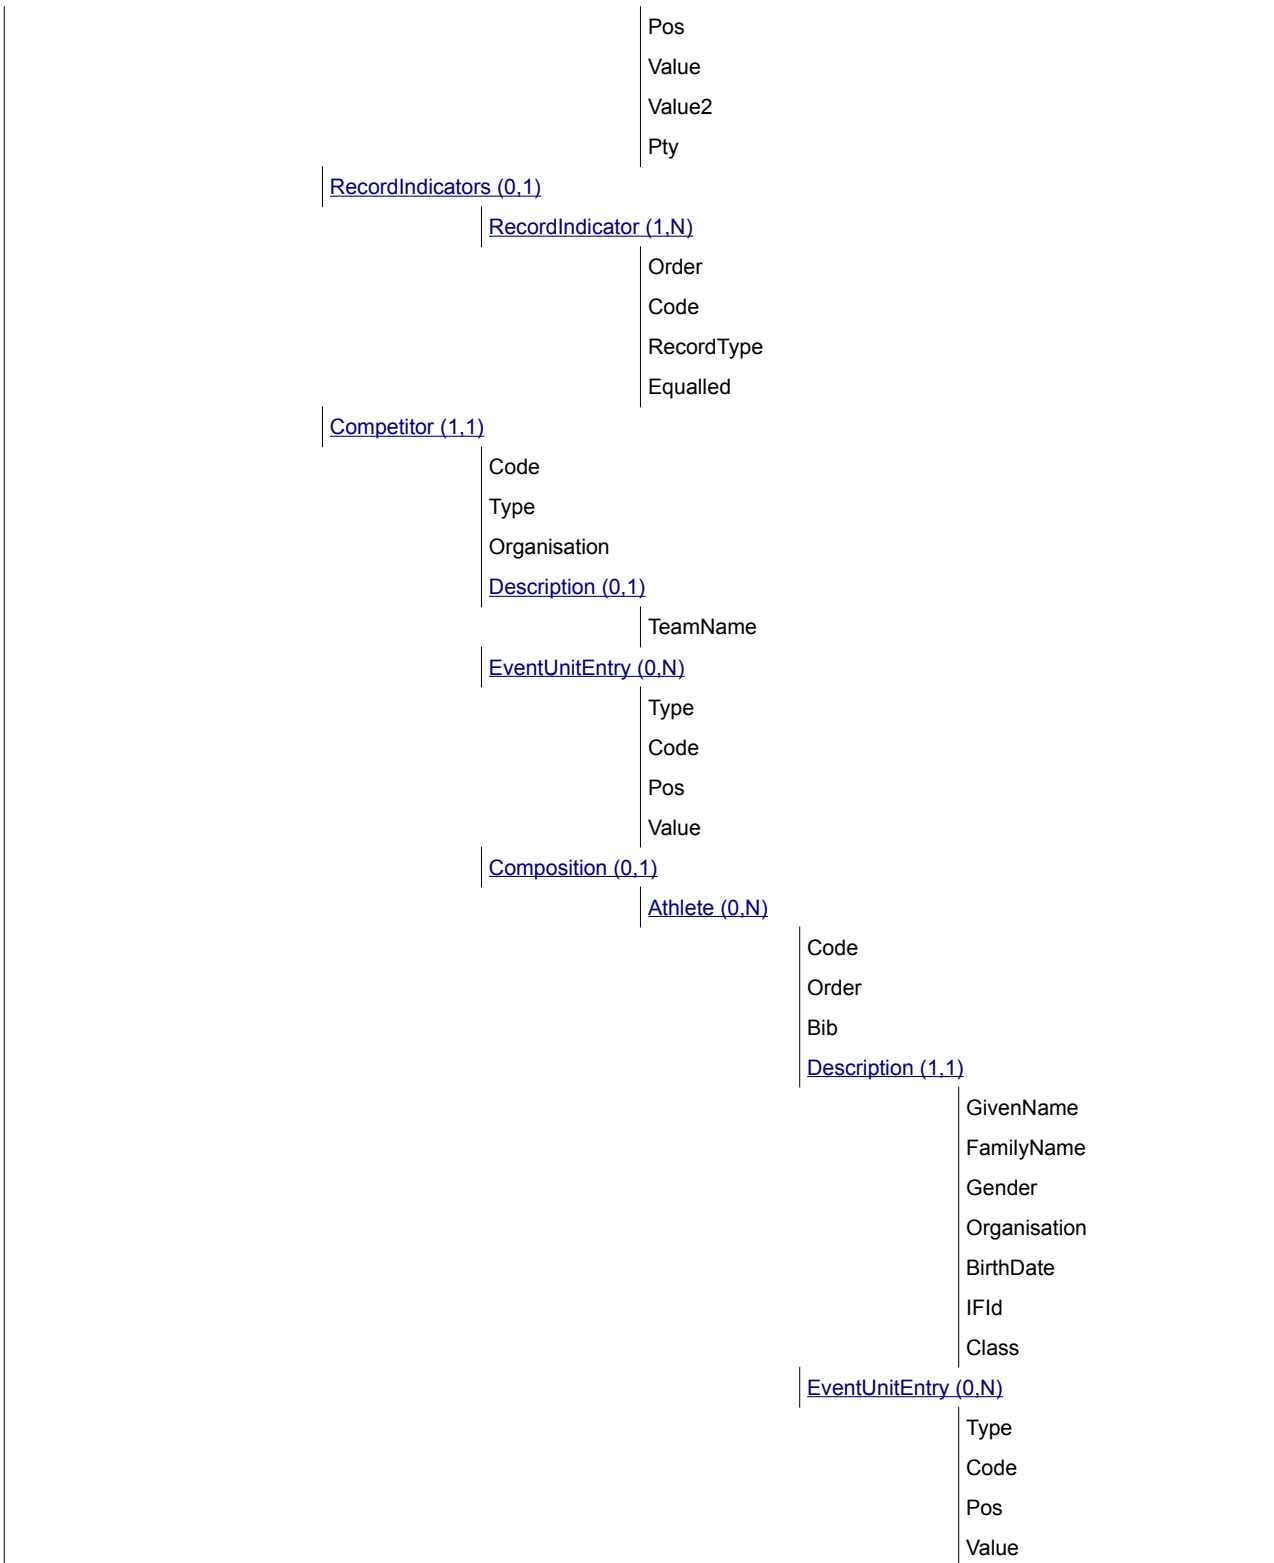 Pos
Value
Value2
Pty
RecordIndicators (0,1)
RecordIndicator (1,N)
Order
Code
RecordType
Equalled
Competitor (1,1)
Code
Type
Organisation
Description (0,1)
TeamName
EventUnitEntry (0,N)
Type
Code
Pos
Value
Composition (0,1)
Athlete (0,N)
Code
Order
Bib
Description (1,1)
GivenName
FamilyName
Gender
Organisation
BirthDate
IFId
Class
EventUnitEntry (0,N)
Type
Code
Pos
Value